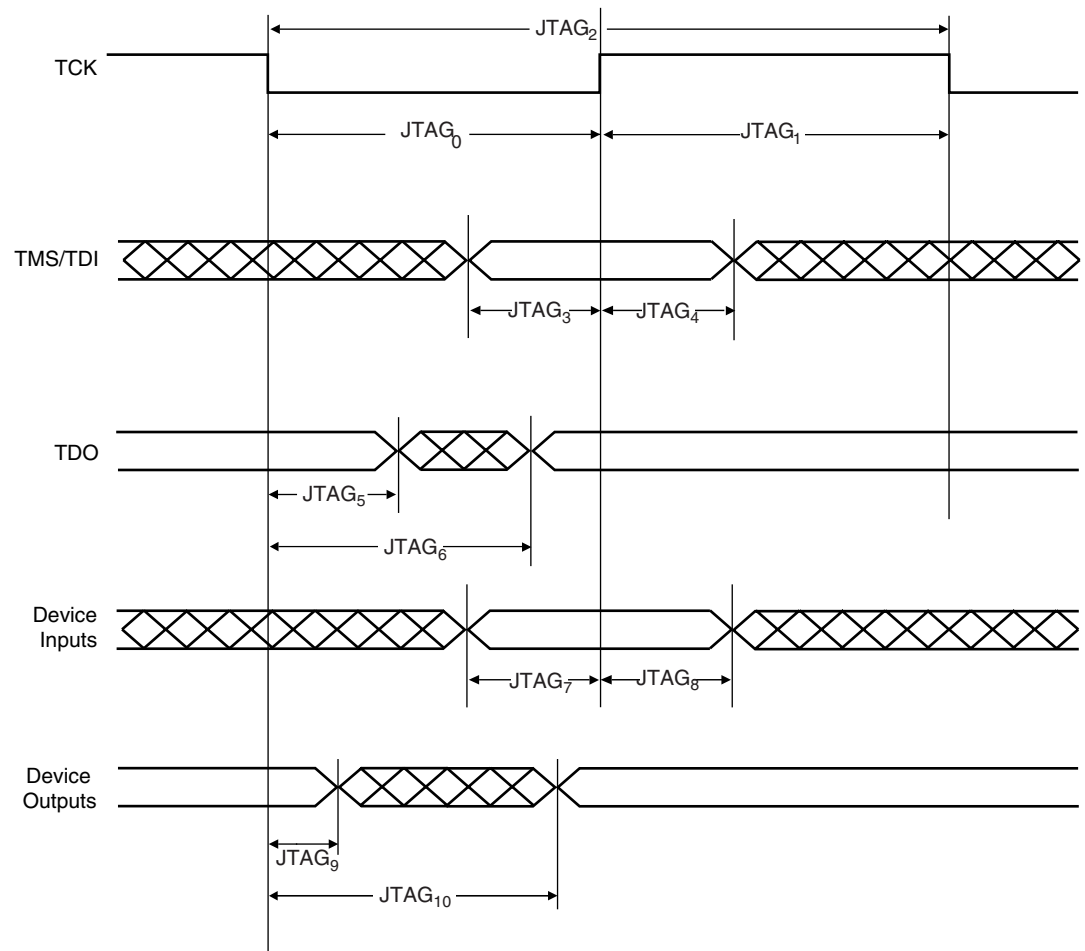 JTAG₂
TCK
JTAG₀
JTAG₁
TMS/TDI
JTAG₃
JTAG₄
TDO
JTAG₅
JTAG₆
Device
Inputs
JTAG₇
JTAG₈
Device
Outputs
JTAG₉
JTAG₁₀